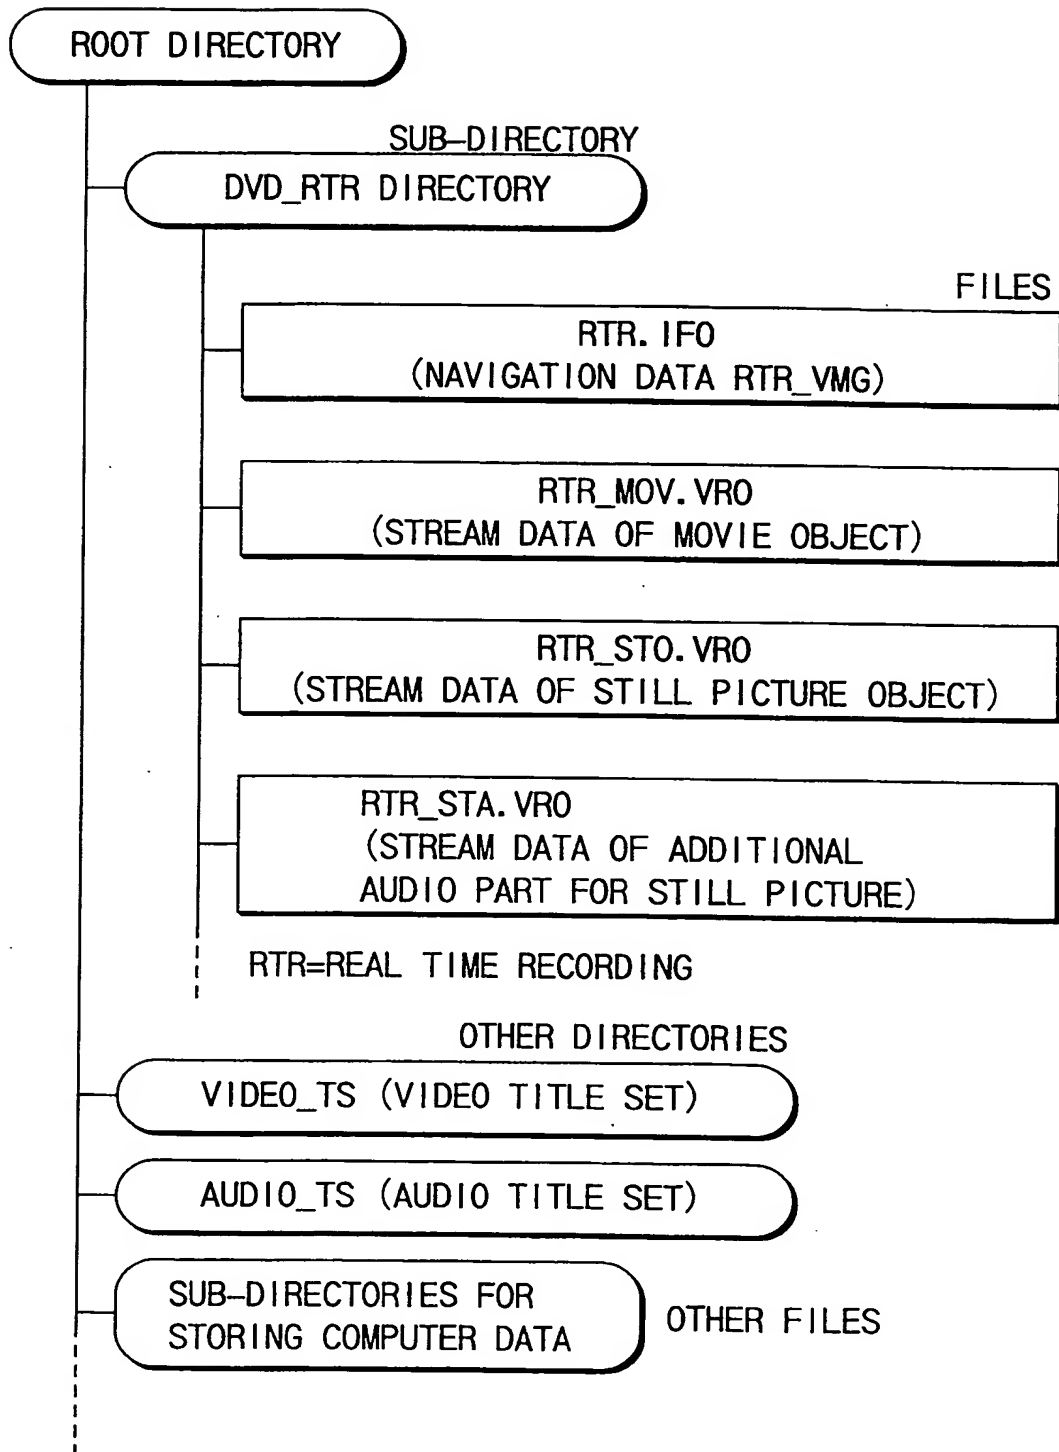 ROOT DIRECTORY
SUB-DIRECTORY
DVD_RTR DIRECTORY
FILES
RTR.IFO
(NAVIGATION DATA RTR_VMG)
RTR_MOV.VRO
(STREAM DATA OF MOVIE OBJECT)
RTR_STO.VRO
(STREAM DATA OF STILL PICTURE OBJECT)
RTR_STA.VRO
(STREAM DATA OF ADDITIONAL
AUDIO PART FOR STILL PICTURE)
RTR=REAL TIME RECORDING
OTHER DIRECTORIES
VIDEO_TS (VIDEO TITLE SET)
AUDIO_TS (AUDIO TITLE SET)
SUB-DIRECTORIES FOR
STORING COMPUTER DATA
OTHER FILES